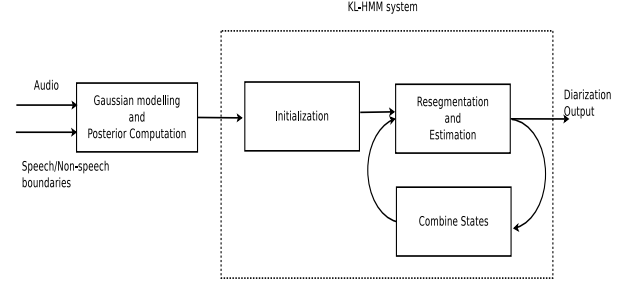 KL-HMM system
Audio
Gaussian modelling
and
Posterior Computation
Speech/Non-speech
boundaries
Initialization
Resegmentation
and
Estimation
Diarization
Output
Combine States